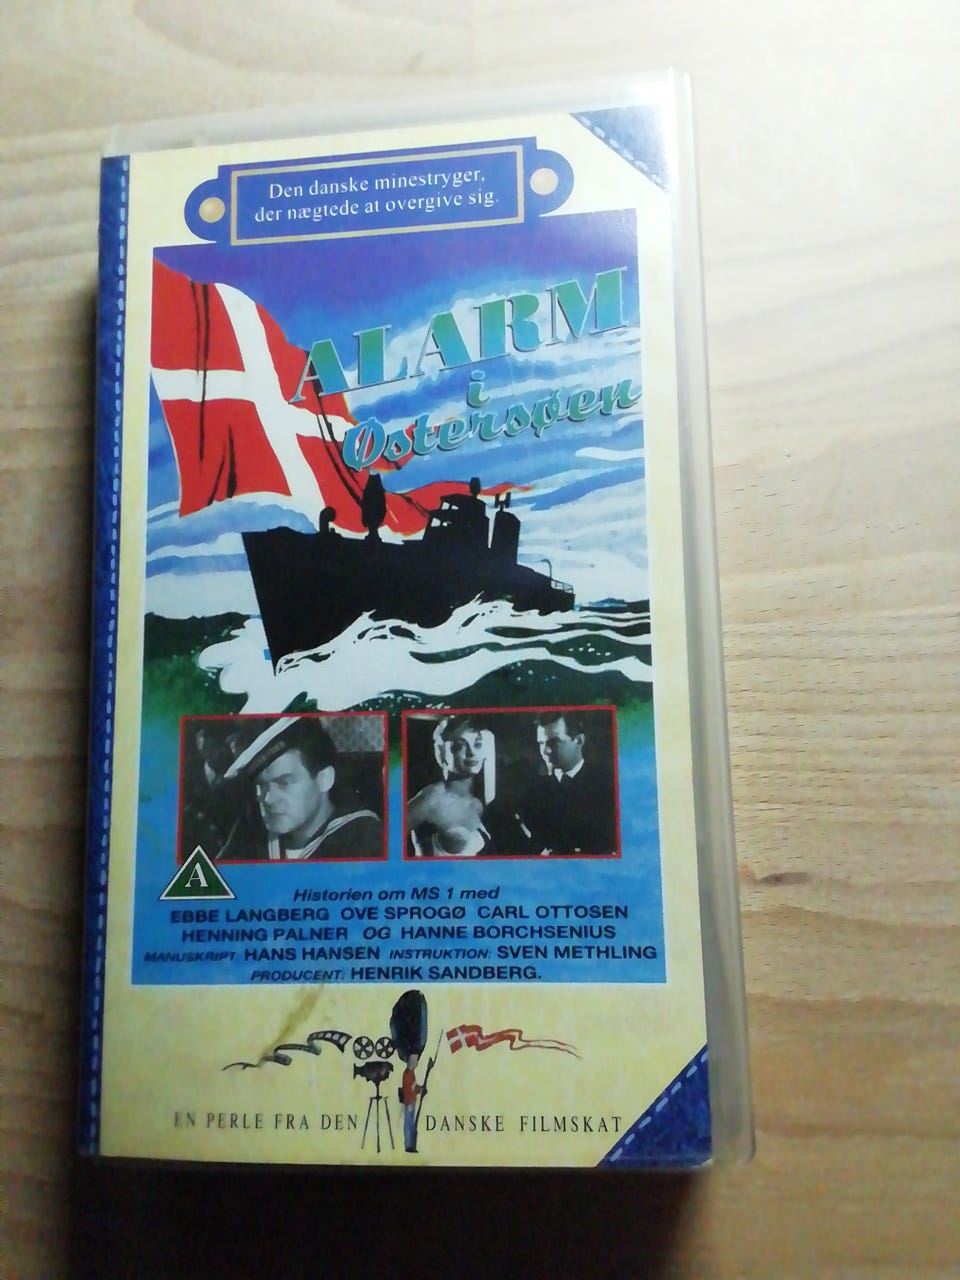 Den danske minestryger,
der nægtede at overgive sig.
ALARM
i
Østersøen
A
Historien om MS 1 med
EBBE LANGBERG OVE SPROGØ CARL OTTOSEN
HENNING PALNER OG HANNE BORCHSENIUS
MANUSKRIPT HANS HANSEN INSTRUKTION: SVEN METHLING
PRODUCENT: HENRIK SANDBERG.
EN PERLE FRA DEN DANSKE FILMSKAT